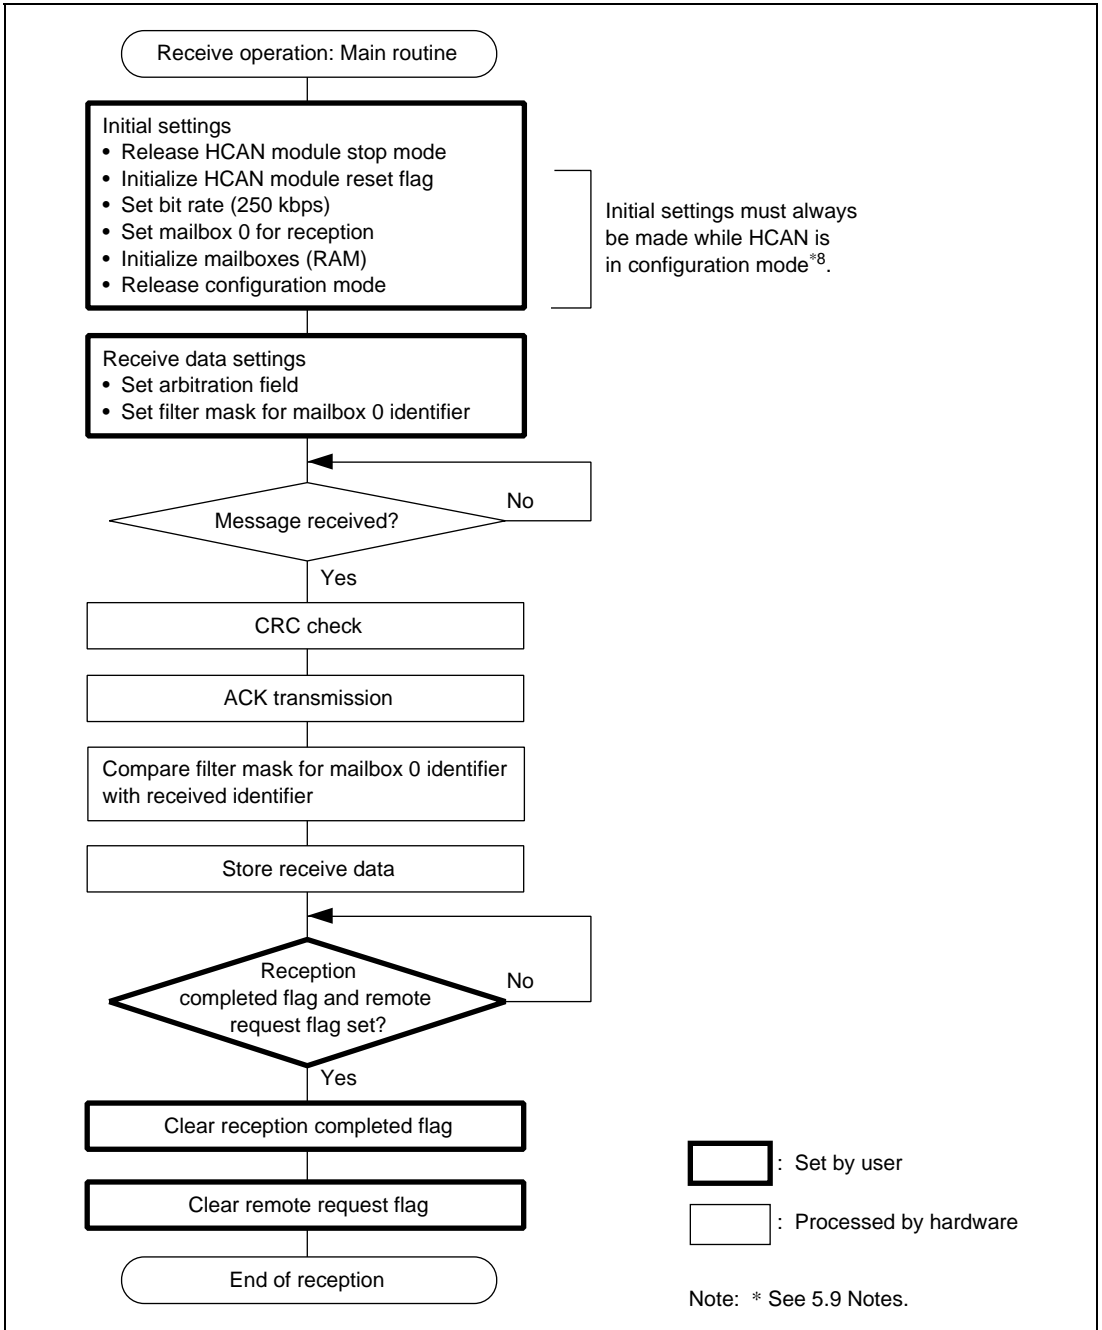 Receive operation: Main routine
Initial settings
• Release HCAN module stop mode
• Initialize HCAN module reset flag
• Set bit rate (250 kbps)
• Set mailbox 0 for reception
• Initialize mailboxes (RAM)
• Release configuration mode
Initial settings must always
be made while HCAN is
in configuration mode*8.
Receive data settings
• Set arbitration field
• Set filter mask for mailbox 0 identifier
No
Message received?
Yes
CRC check
ACK transmission
Compare filter mask for mailbox 0 identifier
with received identifier
Store receive data
Reception
completed flag and remote
request flag set?
No
Yes
Clear reception completed flag
Clear remote request flag
End of reception
: Set by user
: Processed by hardware
Note: * See 5.9 Notes.